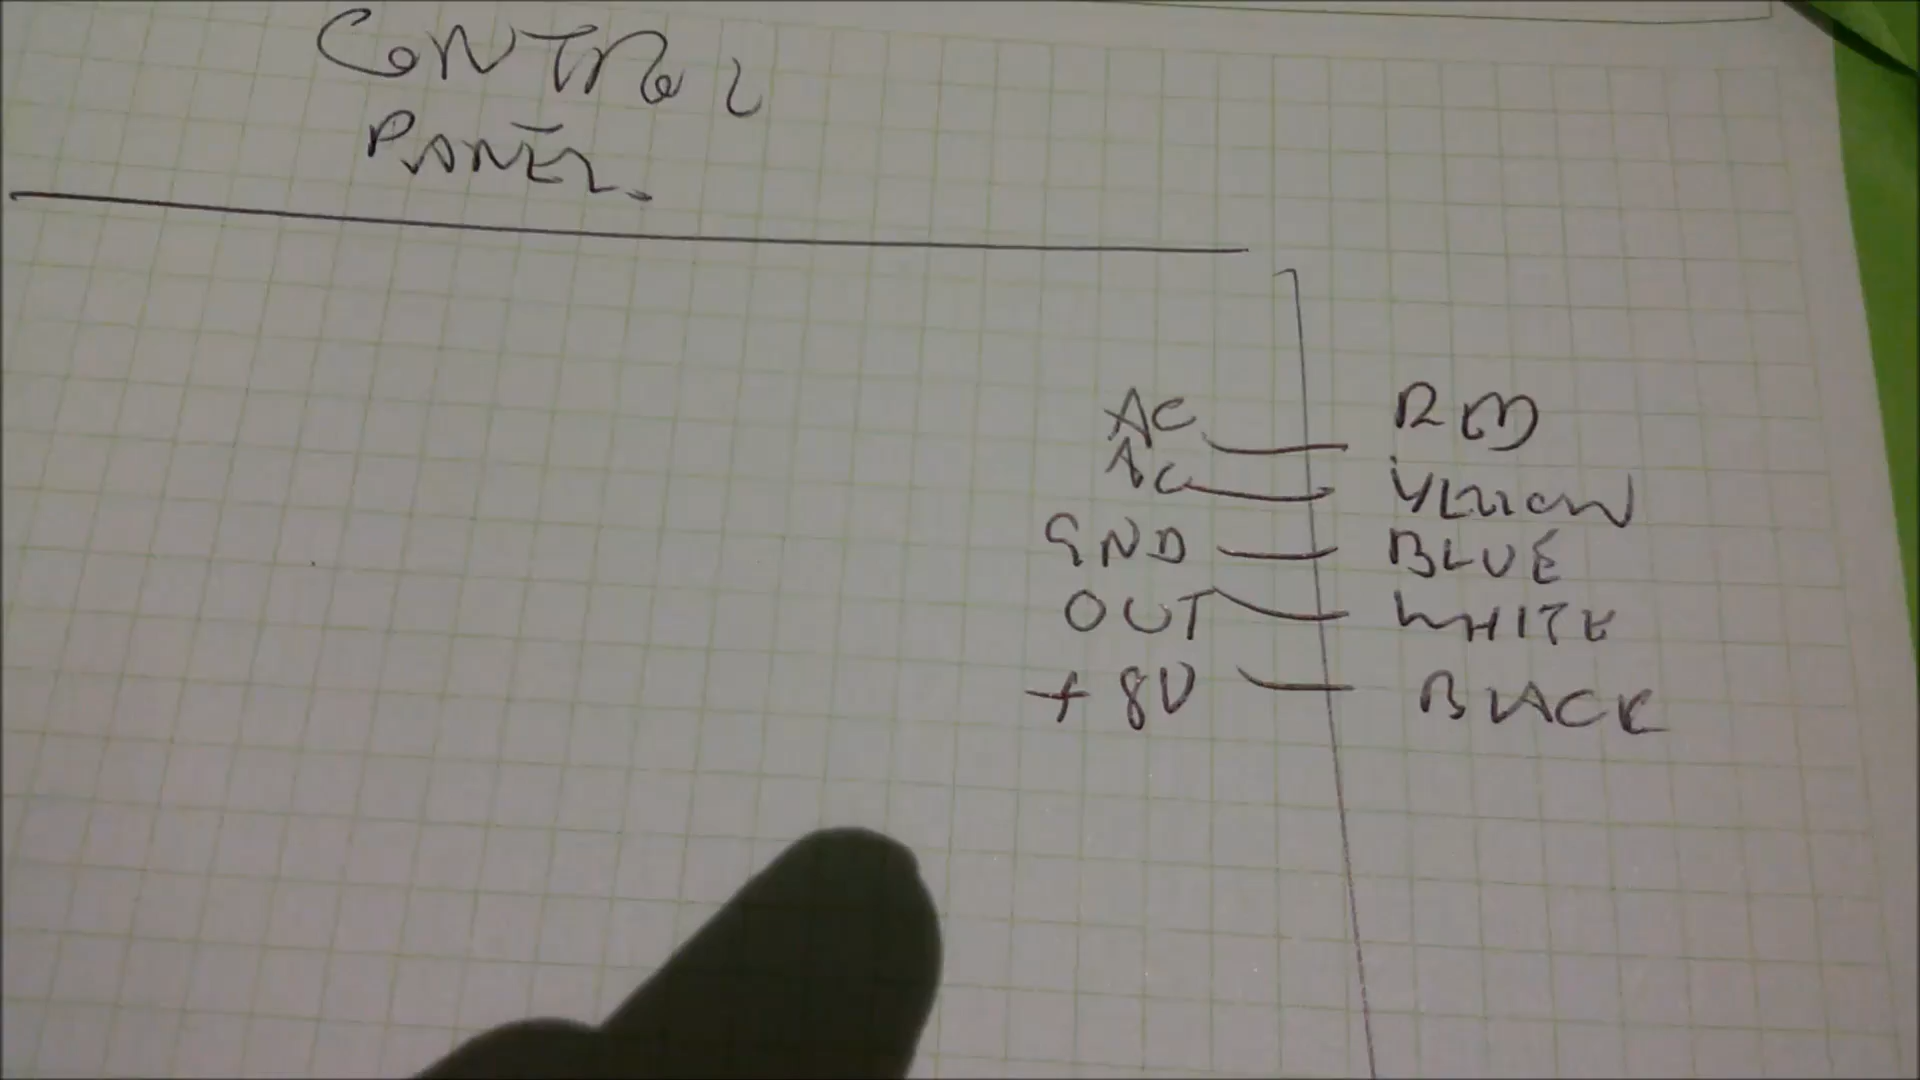 CONTROL
PANEL
AC RED
AC YELLOW
GND BLUE
OUT WHITE
+ 8V BLACK